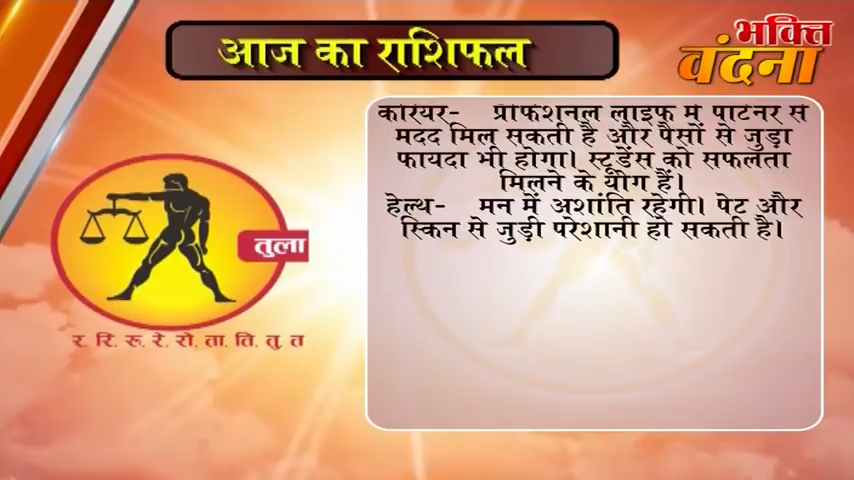 आज का राशिफल
भक्ति
वंदना
करियर- प्रोफेशनल लाइफ में पार्टनर से
मदद मिल सकती है और पैसों से जुड़ा
फायदा भी होगा। स्टूडेंस को सफलता
मिलने के योग हैं।
हेल्थ- मन में अशांति रहेगी। पेट और
स्किन से जुड़ी परेशानी हो सकती है।
तुला
र. रि. रू. रे. रो, ता. ति. तु त